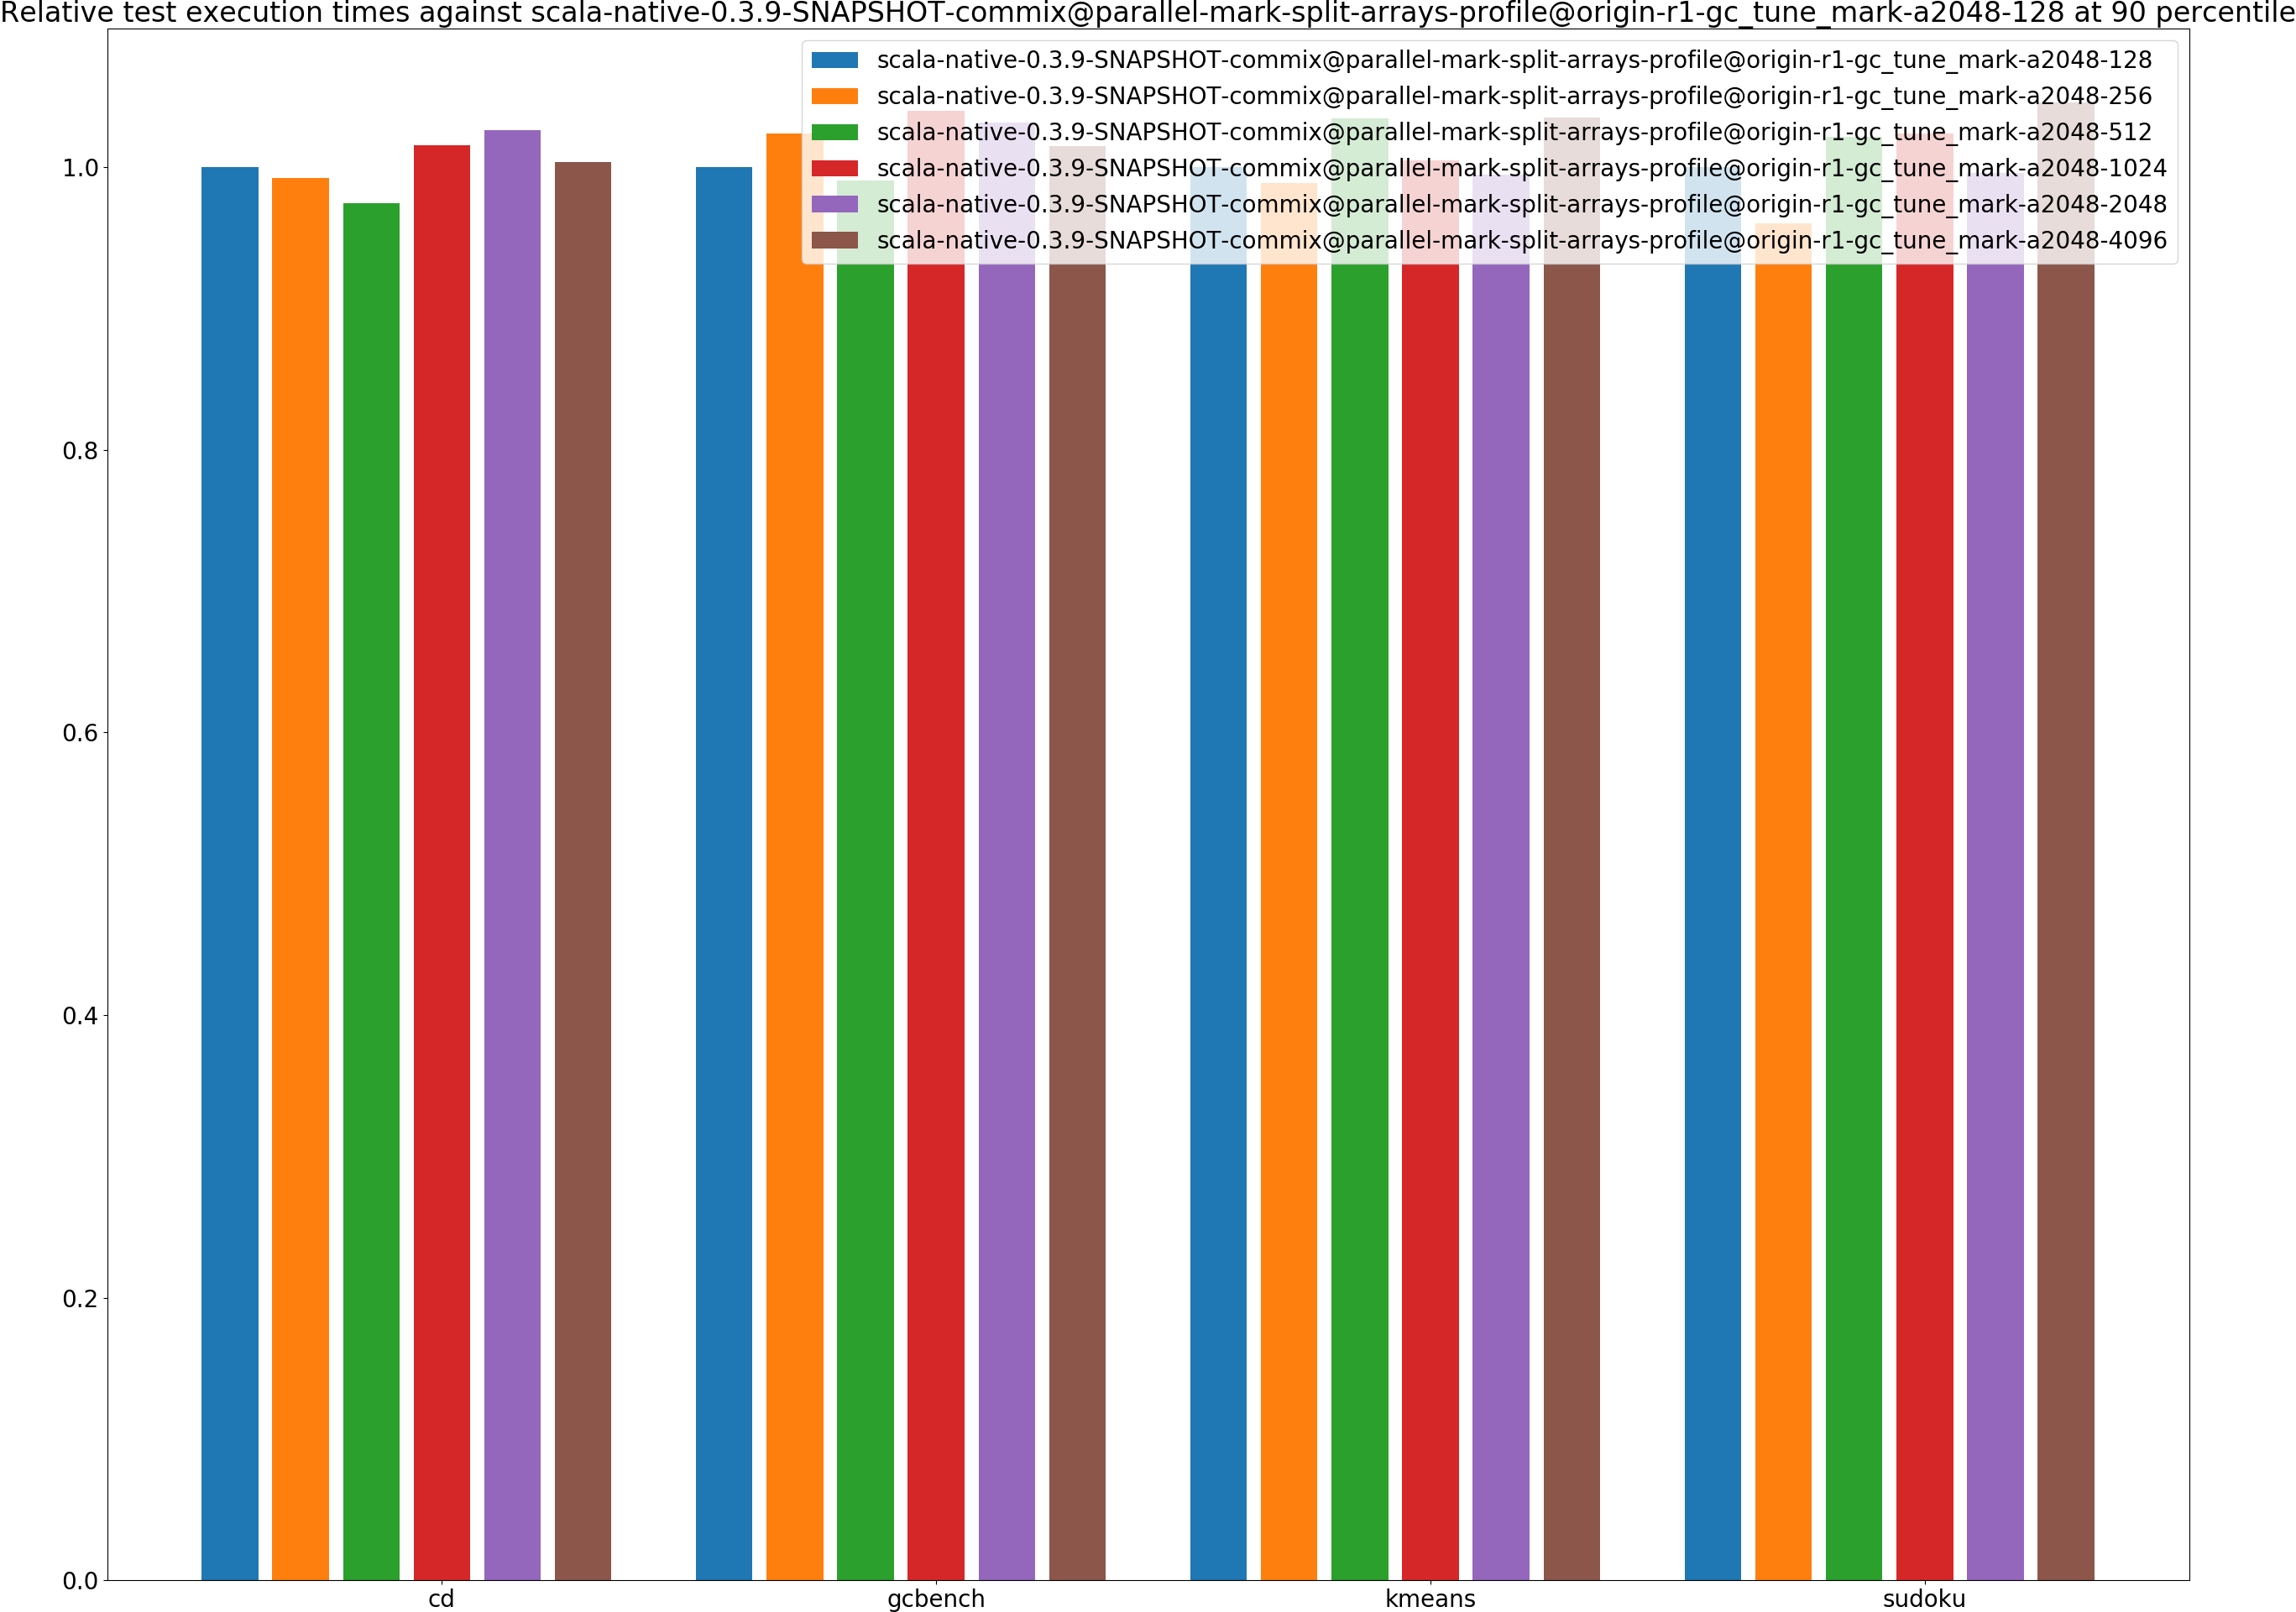 Relative test execution times against scala-native-0.3.9-SNAPSHOT-commix@parallel-mark-split-arrays-profile@origin-r1-gc_tune_mark-a2048-128 at 90 percentile
scala-native-0.3.9-SNAPSHOT-commix@parallel-mark-split-arrays-profile@origin-r1-gc_tune_mark-a2048-128
scala-native-0.3.9-SNAPSHOT-commix@parallel-mark-split-arrays-profile@origin-r1-gc_tune_mark-a2048-256
scala-native-0.3.9-SNAPSHOT-commix@parallel-mark-split-arrays-profile@origin-r1-gc_tune_mark-a2048-512
scala-native-0.3.9-SNAPSHOT-commix@parallel-mark-split-arrays-profile@origin-r1-gc_tune_mark-a2048-1024
scala-native-0.3.9-SNAPSHOT-commix@parallel-mark-split-arrays-profile@origin-r1-gc_tune_mark-a2048-2048
scala-native-0.3.9-SNAPSHOT-commix@parallel-mark-split-arrays-profile@origin-r1-gc_tune_mark-a2048-4096
1.0
0.8
0.6
0.4
0.2
0.0
cd gcbench kmeans sudoku